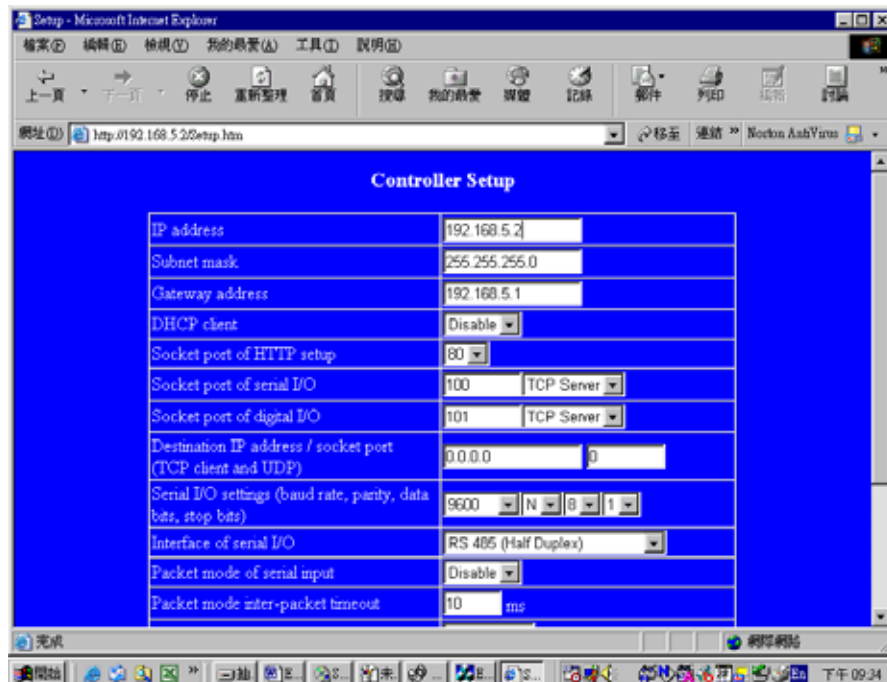 Setup - Microsoft Internet Explorer
檔案(F) 編輯(E) 檢視(V) 我的最愛(A) 工具(T) 說明(H)
上一頁 下一頁 停止 重新整理 首頁 搜尋 我的最愛 媒體 記錄 郵件 列印 編輯 討論
網址(D) http://192.168.5.2/Setup.htm 移至 連結 » Norton AntiVirus
Controller Setup
IP address 192.168.5.2
Subnet mask 255.255.255.0
Gateway address 192.168.5.1
DHCP client Disable
Socket port of HTTP setup 80
Socket port of serial I/O 100 TCP Server
Socket port of digital I/O 101 TCP Server
Destination IP address / socket port
(TCP client and UDP) 0.0.0.0 0
Serial I/O settings (baud rate, parity, data
bits, stop bits) 9600 N 8 1
Interface of serial I/O RS 485 (Half Duplex)
Packet mode of serial input Disable
Packet mode inter-packet timeout 10 ms
完成 網際網路
開始 下午 09:34